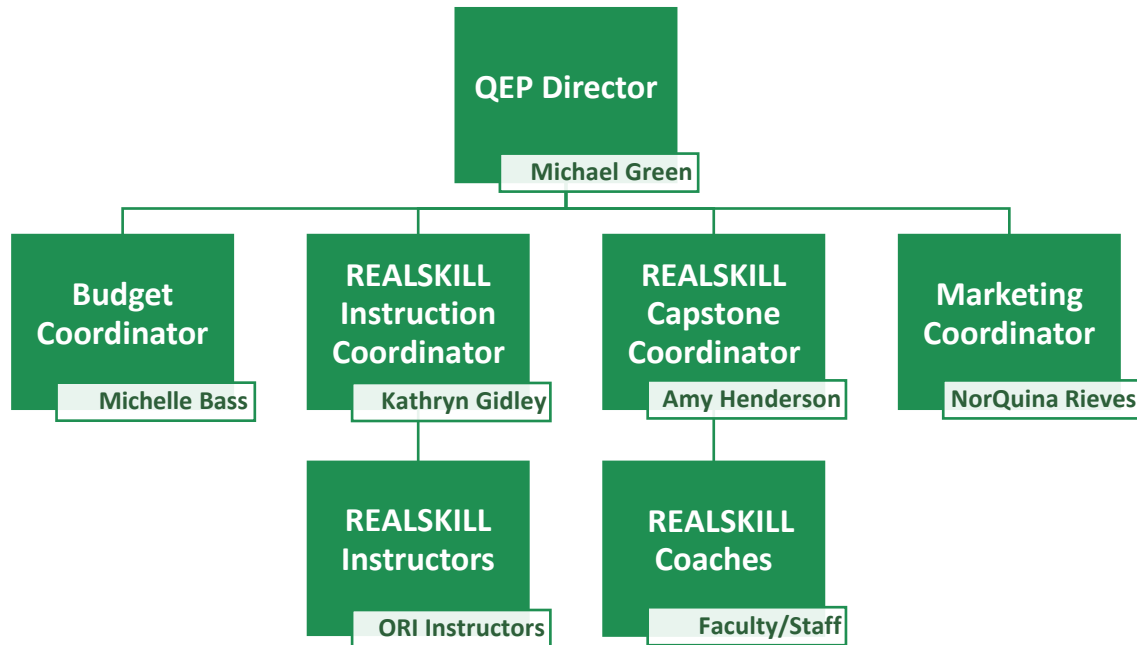 QEP Director
Michael Green
Budget
Coordinator
Michelle Bass
REALSKILL
Instruction
Coordinator
Kathryn Gidley
REALSKILL
Capstone
Coordinator
Amy Henderson
Marketing
Coordinator
NorQuina Rieves
REALSKILL
Instructors
ORI Instructors
REALSKILL
Coaches
Faculty/Staff